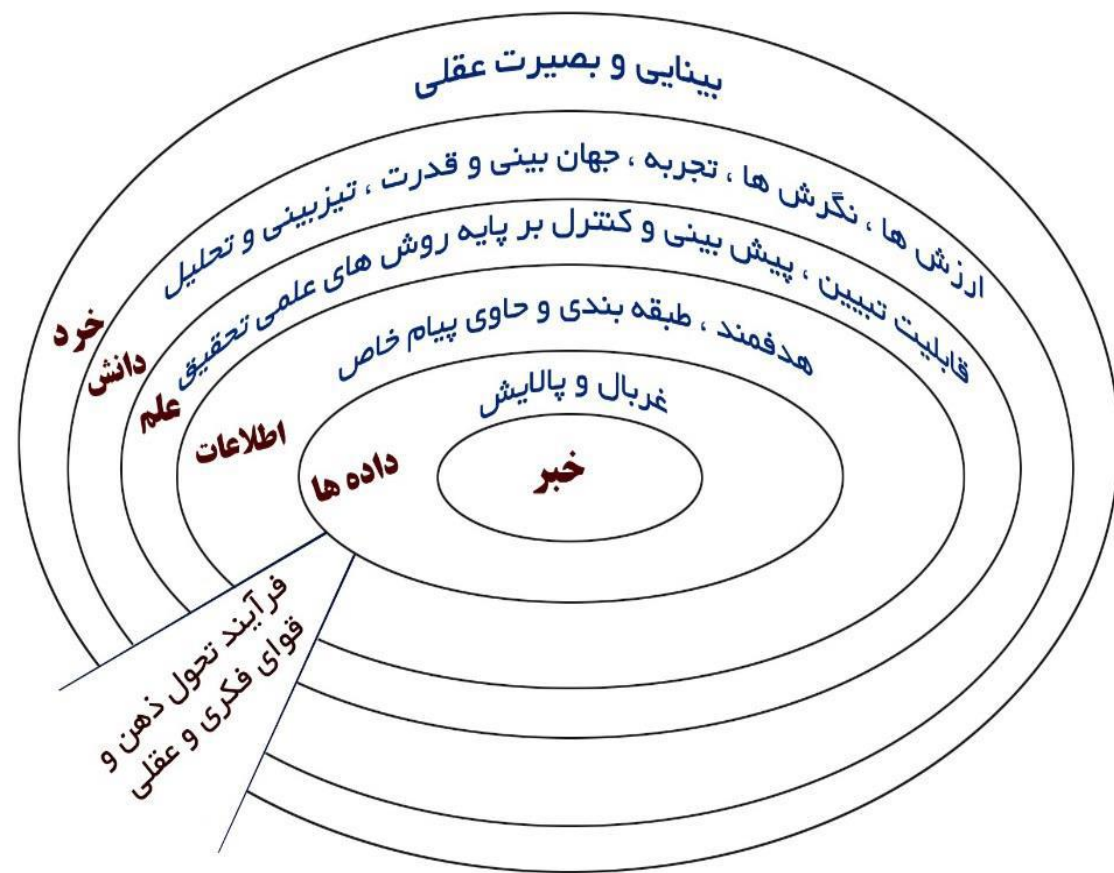 بینایی و بصیرت عقلی
ارزش ها ، نگرش ها ، تجربه ، جهان بینی و قدرت ، تیزبینی و تحلیل
قابلیت تبیین ، پیش بینی و کنترل بر پایه روش های علمی تحقیق
هدفمند ، طبقه بندی و حاوی پیام خاص
غربال و پالایش
خبر
داده ها
اطلاعات
علم
دانش
خرد
فرآیند تحول ذهن و
قوای فکری و عقلی